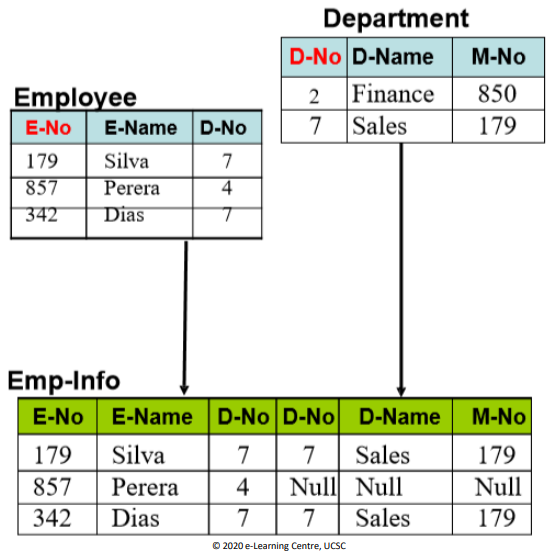 Department
D-No D-Name M-No
2 Finance 850
7 Sales 179
Employee
E-No E-Name D-No
179 Silva 7
857 Perera 4
342 Dias 7
Emp-Info
E-No E-Name D-No D-No D-Name M-No
179 Silva 7 7 Sales 179
857 Perera 4 Null Null Null
342 Dias 7 7 Sales 179
© 2020 e-Learning Centre, UCSC